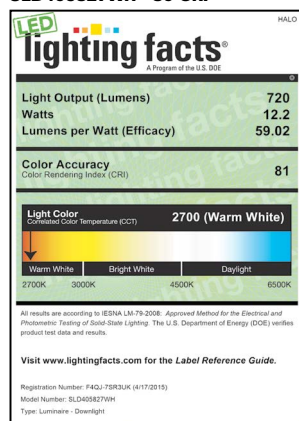 HALO
LED
lighting facts®
A Program of the U.S. DOE
Light Output (Lumens) 720
Watts 12.2
Lumens per Watt (Efficacy) 59.02
Color Accuracy 81
Color Rendering Index (CRI)
Light Color 2700 (Warm White)
Correlated Color Temperature (CCT)
Warm White Bright White Daylight
2700K 3000K 4500K 6500K
All results are according to IESNA LM-79-2008: Approved Method for the Electrical and
Photometric Testing of Solid-State Lighting. The U.S. Department of Energy (DOE) verifies
product test data and results.
Visit www.lightingfacts.com for the Label Reference Guide.
Registration Number: F4QJ-7SR3UK (4/17/2015)
Model Number: SLD405827WH
Type: Luminaire - Downlight